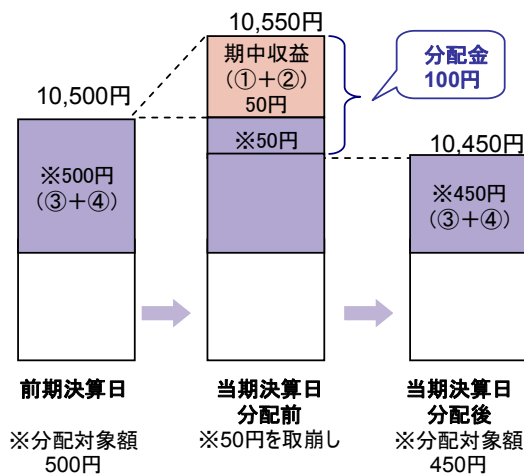 10,500円
※500円
(③+④)
前期決算日
※分配対象額
500円
10,550円
期中収益
(①+②)
50円
※50円
分配金
100円
当期決算日
分配前
※50円を取崩し
10,450円
※450円
(③+④)
当期決算日
分配後
※分配対象額
450円